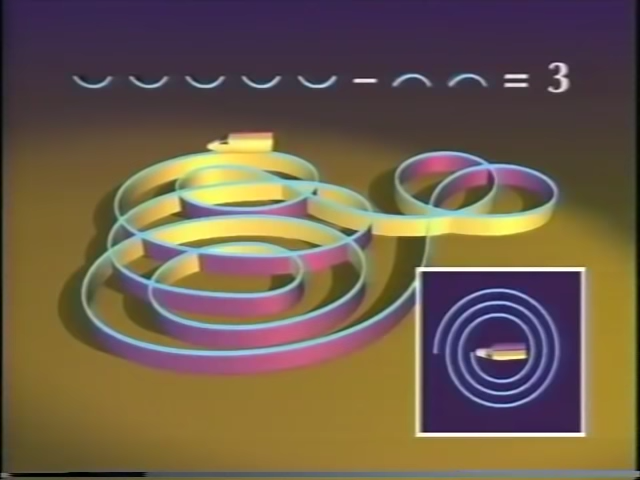 ◡ ◡ ◡ ◡ ◡ – ◠ ◠ = 3